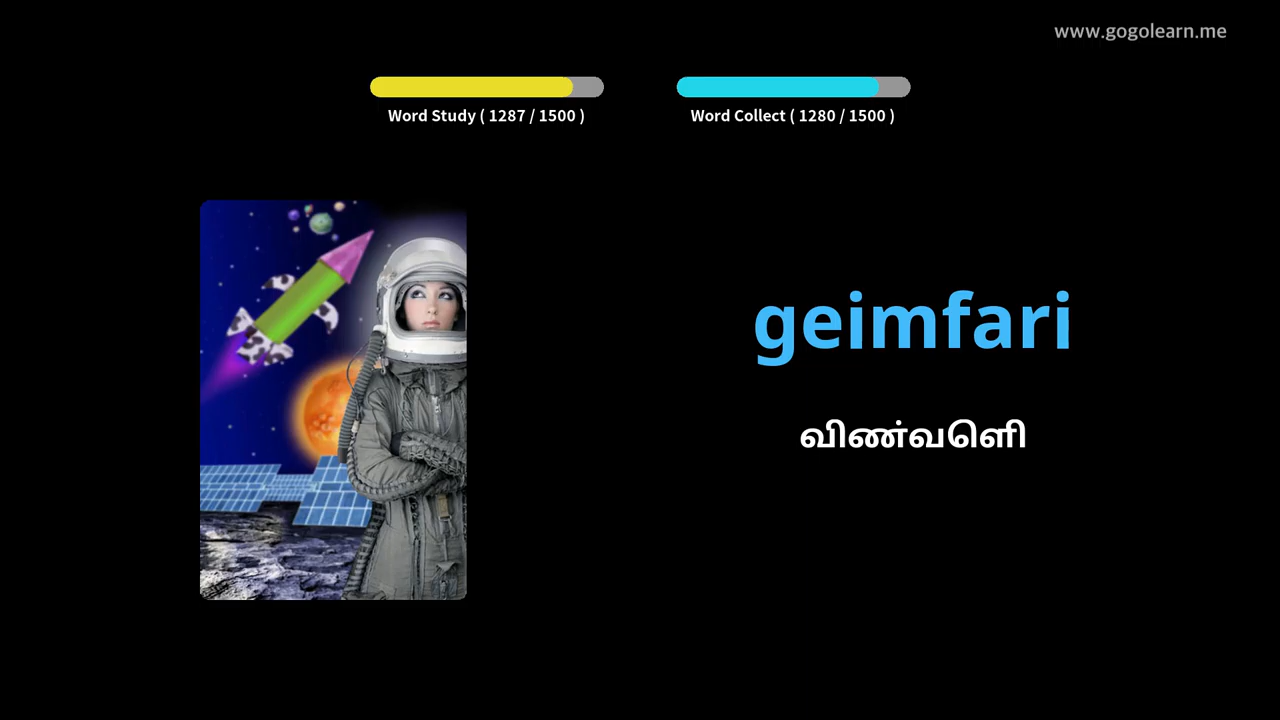 www.gogolearn.me
Word Study ( 1287 / 1500 )
Word Collect ( 1280 / 1500 )
geimfari
விண்வெளி